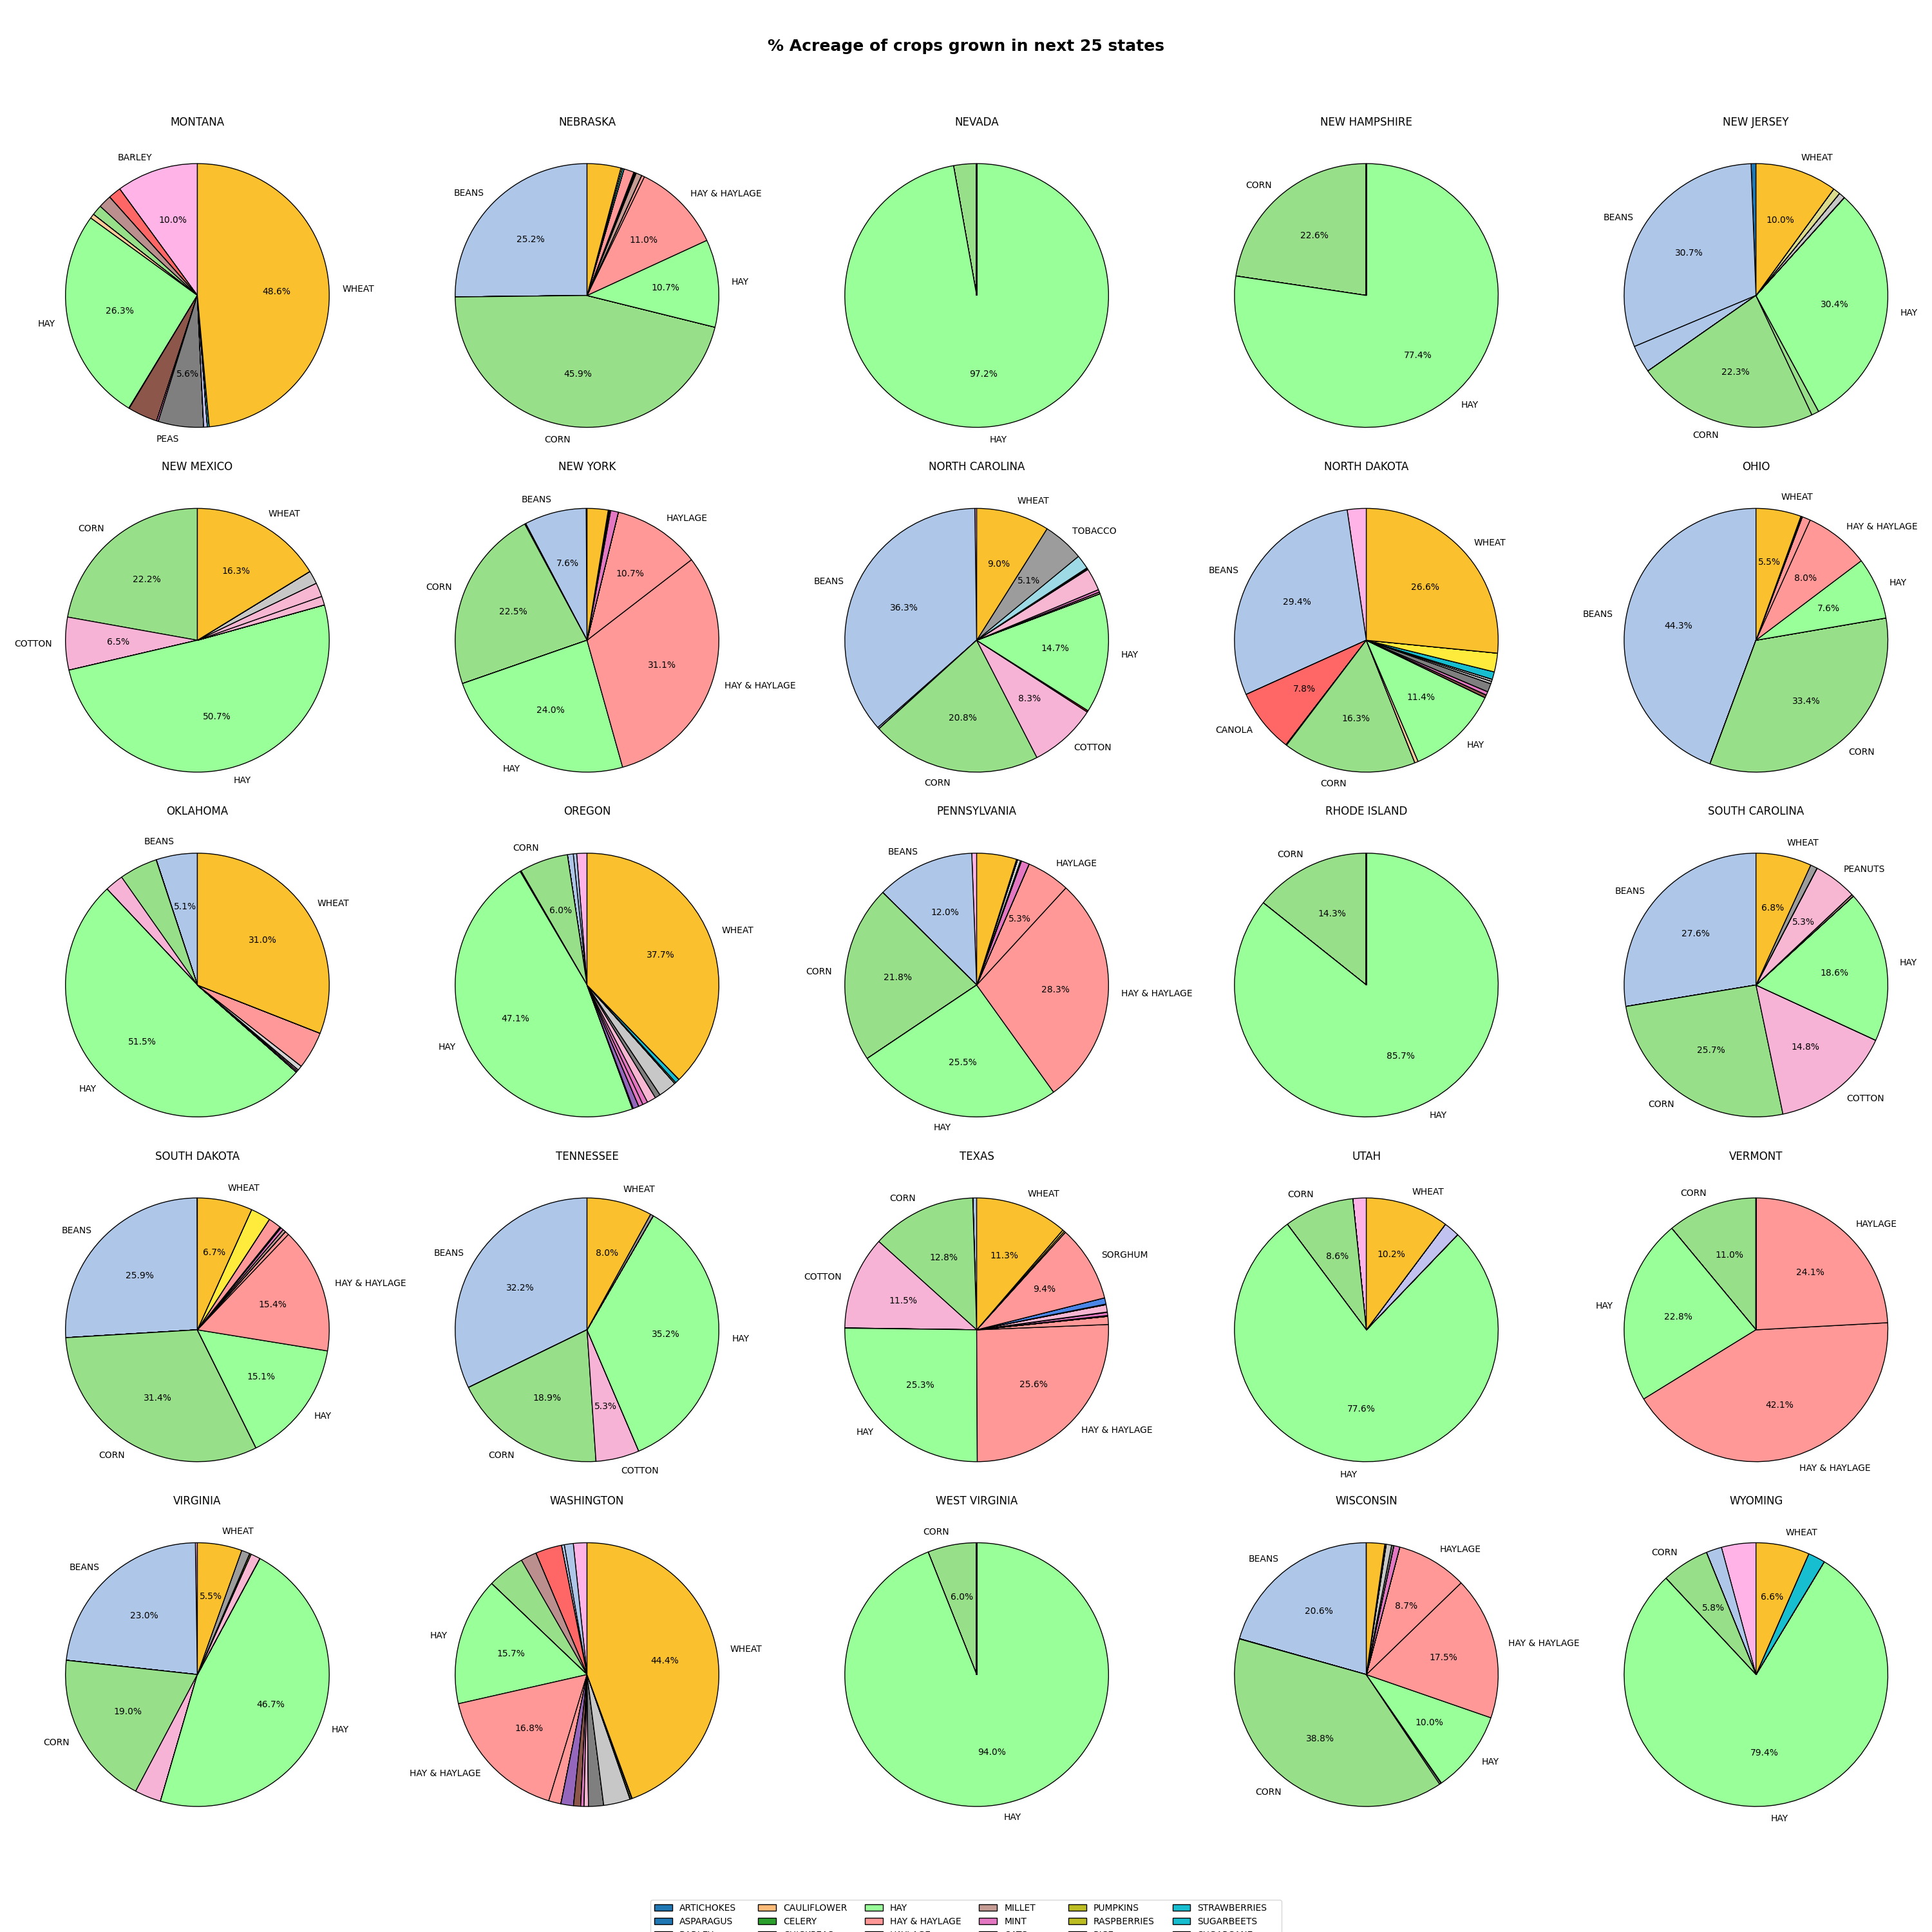 % Acreage of crops grown in next 25 states
MONTANA
BARLEY
10.0%
48.6%
WHEAT
26.3%
HAY
5.6%
PEAS
NEBRASKA
BEANS
HAY & HAYLAGE
25.2%
11.0%
10.7%
HAY
45.9%
CORN
NEVADA
97.2%
HAY
NEW HAMPSHIRE
CORN
22.6%
77.4%
HAY
NEW JERSEY
WHEAT
BEANS
10.0%
30.7%
30.4%
HAY
22.3%
CORN
NEW MEXICO
WHEAT
CORN
16.3%
22.2%
COTTON
6.5%
50.7%
HAY
NEW YORK
BEANS
HAYLAGE
7.6%
10.7%
CORN
22.5%
31.1%
HAY & HAYLAGE
24.0%
HAY
NORTH CAROLINA
WHEAT
TOBACCO
9.0%
5.1%
BEANS
36.3%
14.7%
HAY
8.3%
20.8%
COTTON
CORN
NORTH DAKOTA
WHEAT
BEANS
26.6%
29.4%
7.8%
11.4%
16.3%
CANOLA
HAY
CORN
OHIO
WHEAT
HAY & HAYLAGE
5.5%
8.0%
HAY
7.6%
BEANS
44.3%
33.4%
CORN
OKLAHOMA
BEANS
5.1%
WHEAT
31.0%
51.5%
HAY
OREGON
CORN
6.0%
WHEAT
37.7%
47.1%
HAY
PENNSYLVANIA
BEANS
HAYLAGE
12.0%
5.3%
CORN
21.8%
28.3%
HAY & HAYLAGE
25.5%
HAY
RHODE ISLAND
CORN
14.3%
85.7%
HAY
SOUTH CAROLINA
WHEAT
PEANUTS
BEANS
6.8%
5.3%
27.6%
18.6%
HAY
25.7%
14.8%
COTTON
CORN
SOUTH DAKOTA
WHEAT
BEANS
6.7%
25.9%
HAY & HAYLAGE
15.4%
15.1%
31.4%
HAY
CORN
TENNESSEE
WHEAT
8.0%
BEANS
32.2%
35.2%
HAY
18.9%
5.3%
CORN
COTTON
TEXAS
CORN
WHEAT
12.8%
11.3%
SORGHUM
9.4%
COTTON
11.5%
25.3%
25.6%
HAY
HAY & HAYLAGE
UTAH
CORN
WHEAT
8.6%
10.2%
77.6%
HAY
VERMONT
CORN
HAYLAGE
11.0%
24.1%
HAY
22.8%
42.1%
HAY & HAYLAGE
VIRGINIA
WHEAT
BEANS
5.5%
23.0%
46.7%
19.0%
HAY
CORN
WASHINGTON
HAY
WHEAT
15.7%
44.4%
16.8%
HAY & HAYLAGE
WEST VIRGINIA
CORN
6.0%
94.0%
HAY
WISCONSIN
BEANS
HAYLAGE
20.6%
8.7%
HAY & HAYLAGE
17.5%
10.0%
38.8%
HAY
CORN
WYOMING
WHEAT
CORN
6.6%
5.8%
79.4%
HAY
ARTICHOKES CAULIFLOWER HAY MILLET PUMPKINS STRAWBERRIES
ASPARAGUS CELERY HAY & HAYLAGE MINT RASPBERRIES SUGARBEETS